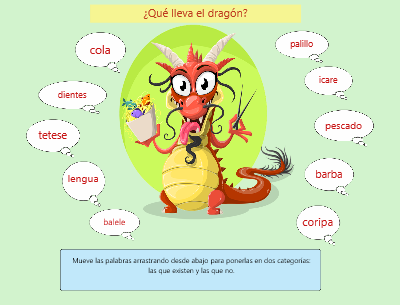 ¿Qué lleva el dragón?
cola
palillo
icare
dientes
pescado
tetese
lengua
barba
balele
coripa
Mueve las palabras arrastrando desde abajo para ponerlas en dos categorias:
las que existen y las que no.